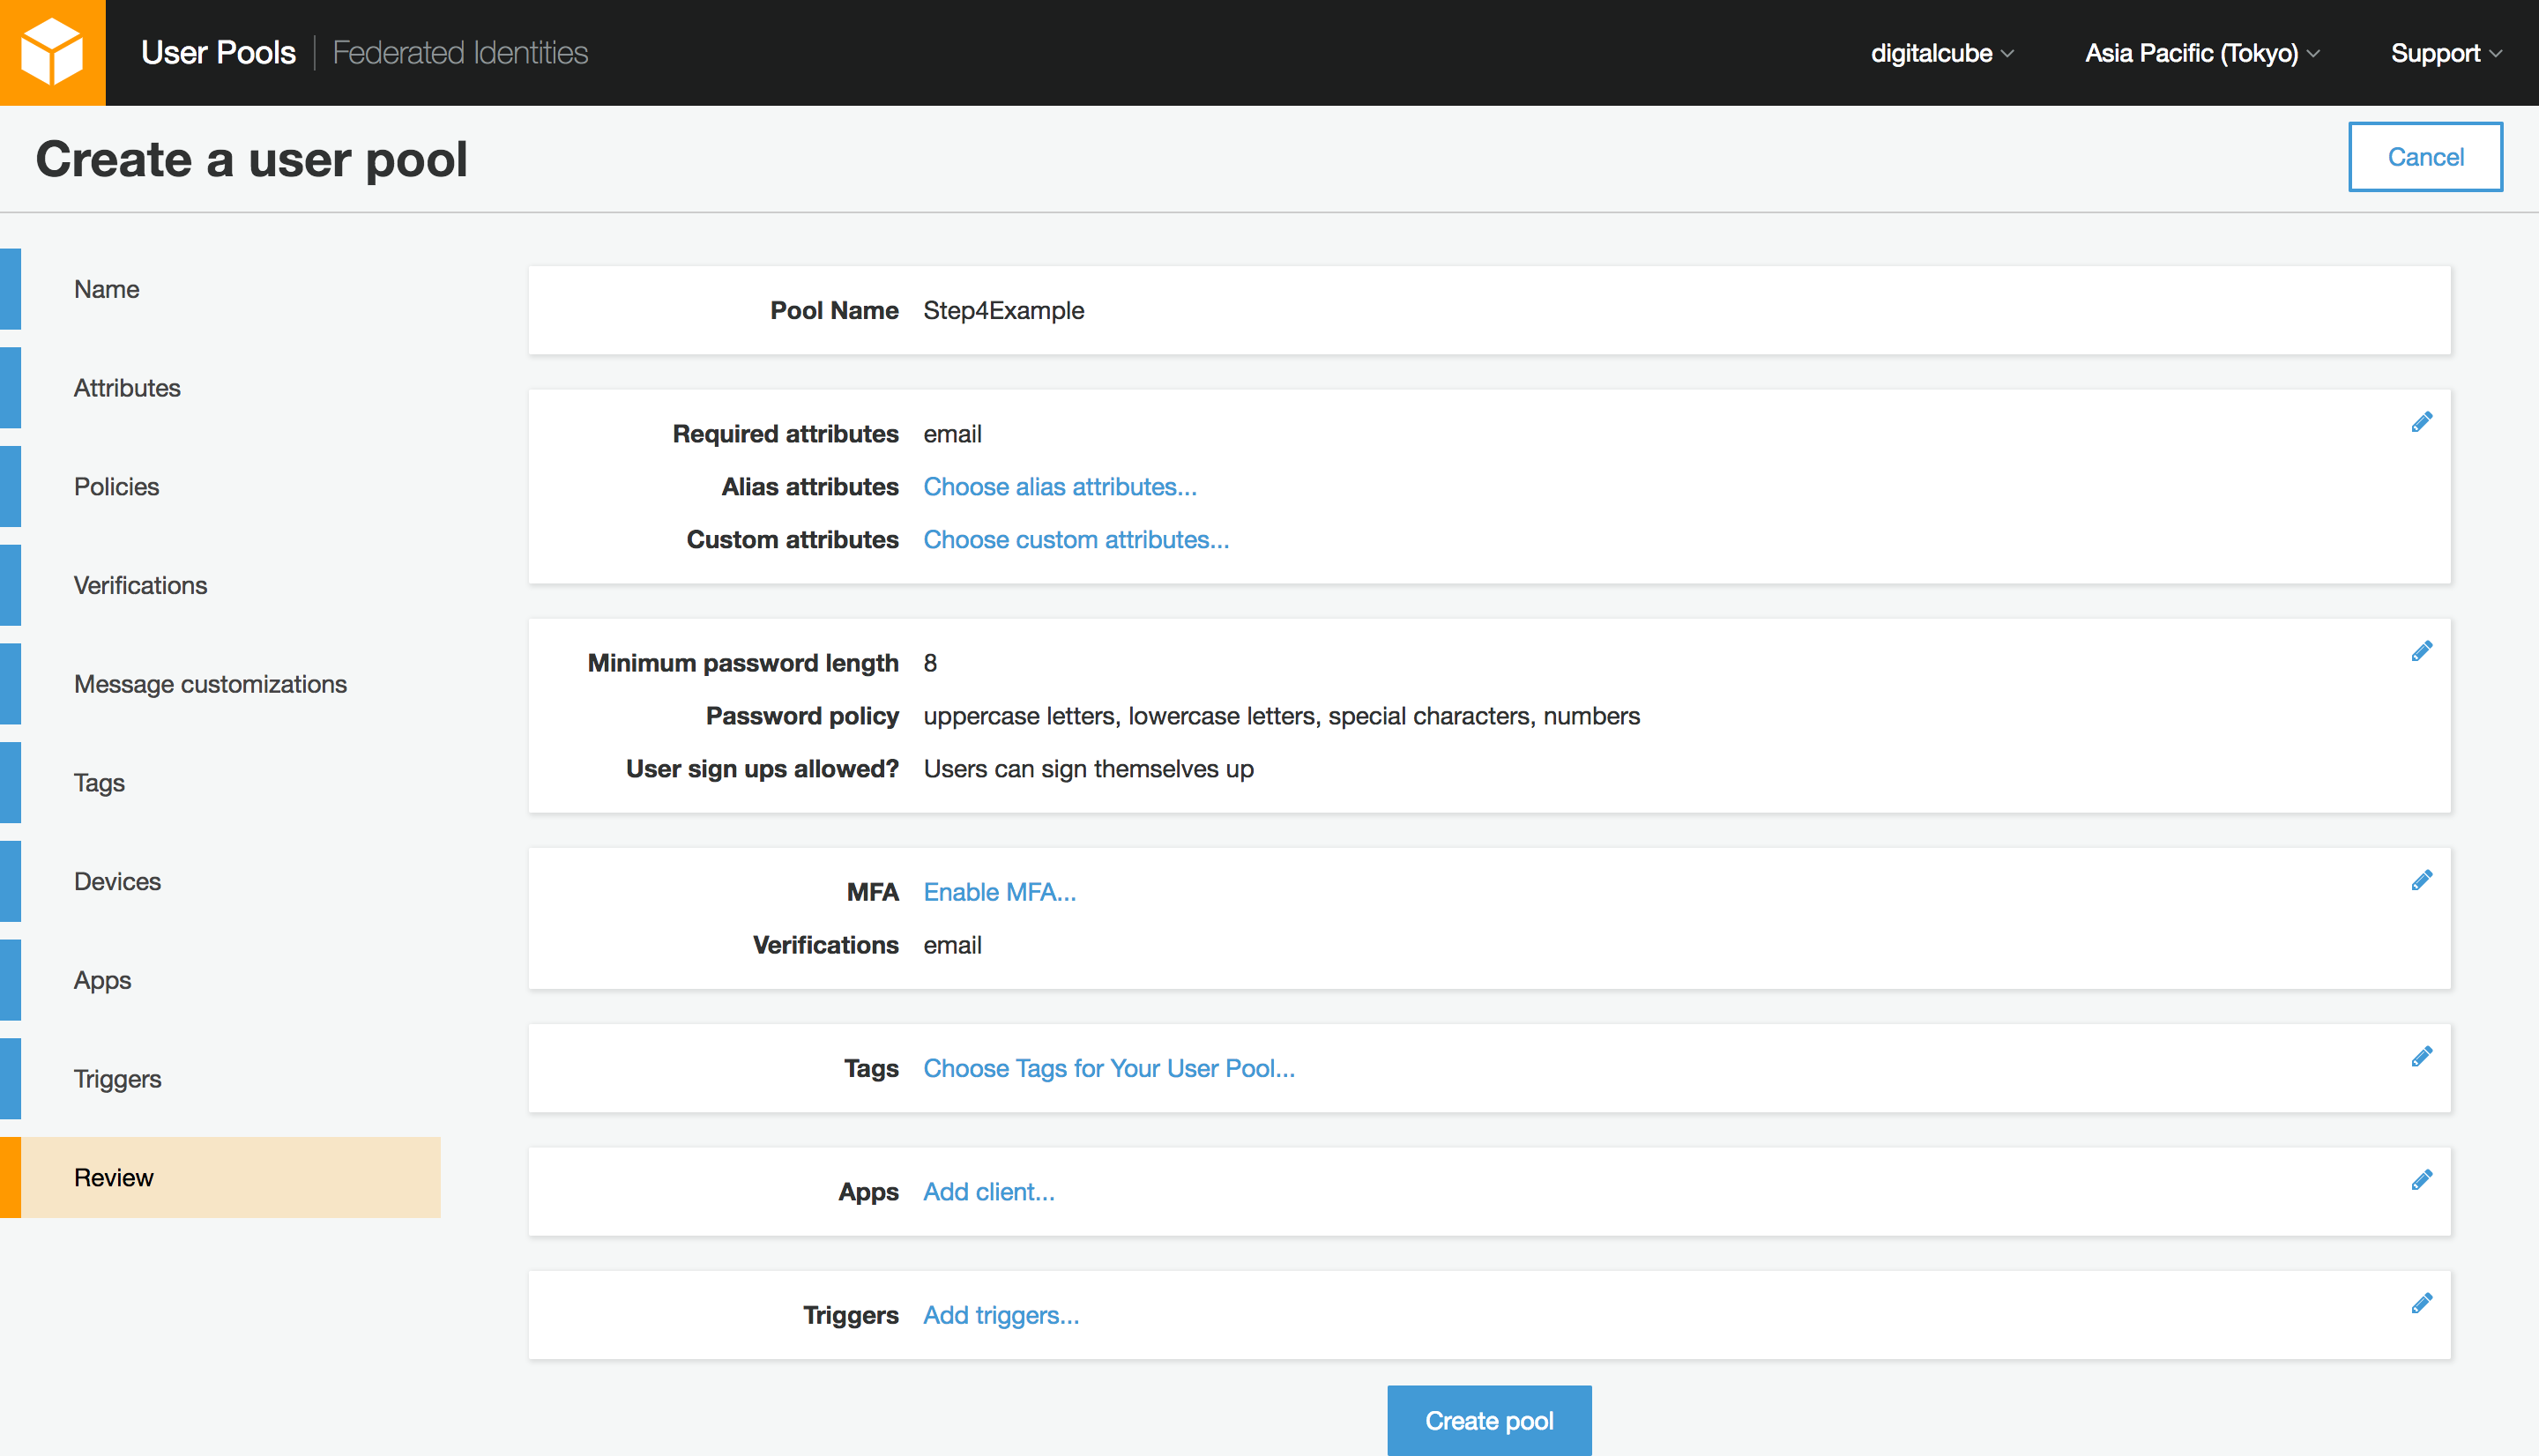 User Pools | Federated Identities digitalcube Asia Pacific (Tokyo) Support
Create a user pool Cancel
Name
Attributes
Policies
Verifications
Message customizations
Tags
Devices
Apps
Triggers
Review
Pool Name Step4Example
Required attributes email
Alias attributes Choose alias attributes...
Custom attributes Choose custom attributes...
Minimum password length 8
Password policy uppercase letters, lowercase letters, special characters, numbers
User sign ups allowed? Users can sign themselves up
MFA Enable MFA...
Verifications email
Tags Choose Tags for Your User Pool...
Apps Add client...
Triggers Add triggers...
Create pool